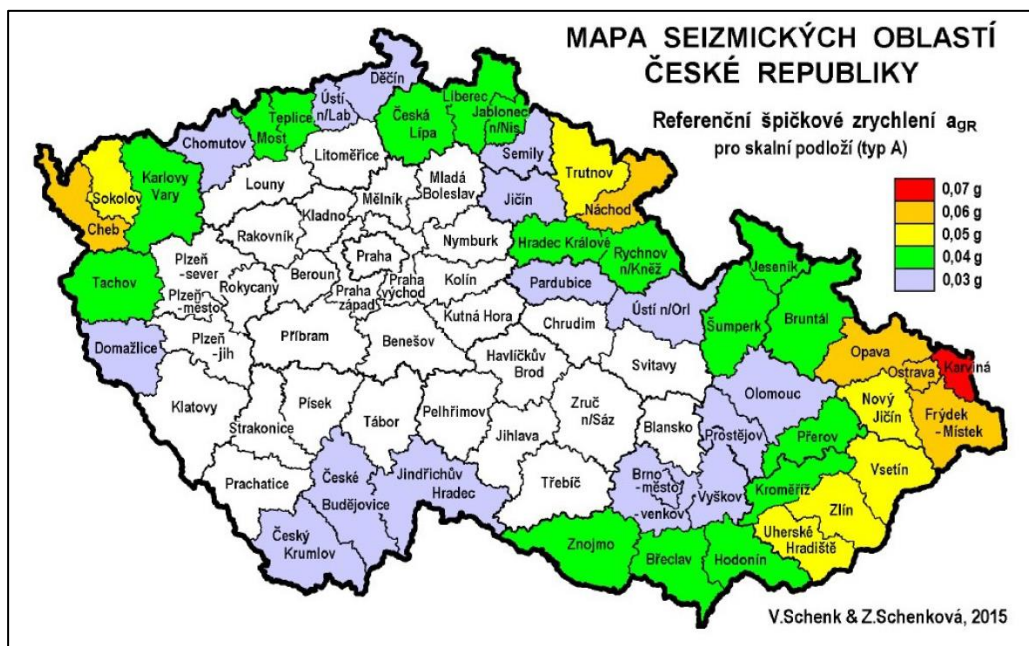 MAPA SEIZMICKÝCH OBLASTÍ
ČESKÉ REPUBLIKY
Referenční špičkové zrychlení agR
pro skalní podloží (typ A)
0,07 g
0,06 g
0,05 g
0,04 g
0,03 g
Děčín
Ústí
n/Lab
Teplice
Most
Chomutov
Česká
Lípa
Liberec
Jablonec
n/Nis
Semily
Trutnov
Náchod
Jičín
Litoměřice
Louny
Mělník
Mladá
Boleslav
Karlovy
Vary
Sokolov
Cheb
Kladno
Rakovník
Praha
Nymburk
Hradec Králové
Rychnov
n/Kněž
Tachov
Plzeň
-sever
Plzeň
-město
Rokycany
Beroun
Praha
západ
Praha
východ
Kolín
Pardubice
Ústí n/Orl
Jeseník
Šumperk
Bruntál
Domažlice
Plzeň
-jih
Příbram
Benešov
Kutná Hora
Chrudim
Svitavy
Opava
Ostrava
Karviná
Klatovy
Strakonice
Písek
Tábor
Pelhřimov
Havlíčkův
Brod
Jihlava
Zruč
n/Sáz
Blansko
Olomouc
Prostějov
Přerov
Nový
Jičín
Frýdek
-Místek
Prachatice
České
Budějovice
Český
Krumlov
Jindřichův
Hradec
Třebíč
Brno-
město
-venkov
Vyškov
Kroměříž
Vsetín
Zlín
Uherské
Hradiště
Znojmo
Břeclav
Hodonín
V.Schenk & Z.Schenková, 2015